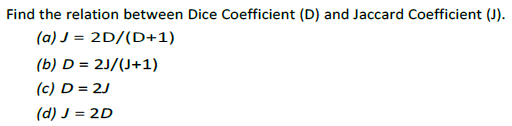 Find the relation between Dice Coefficient (D) and Jaccard Coefficient (J).
(a) J = 2D/(D+1)
(b) D = 2J/(J+1)
(c) D = 2J
(d) J = 2D